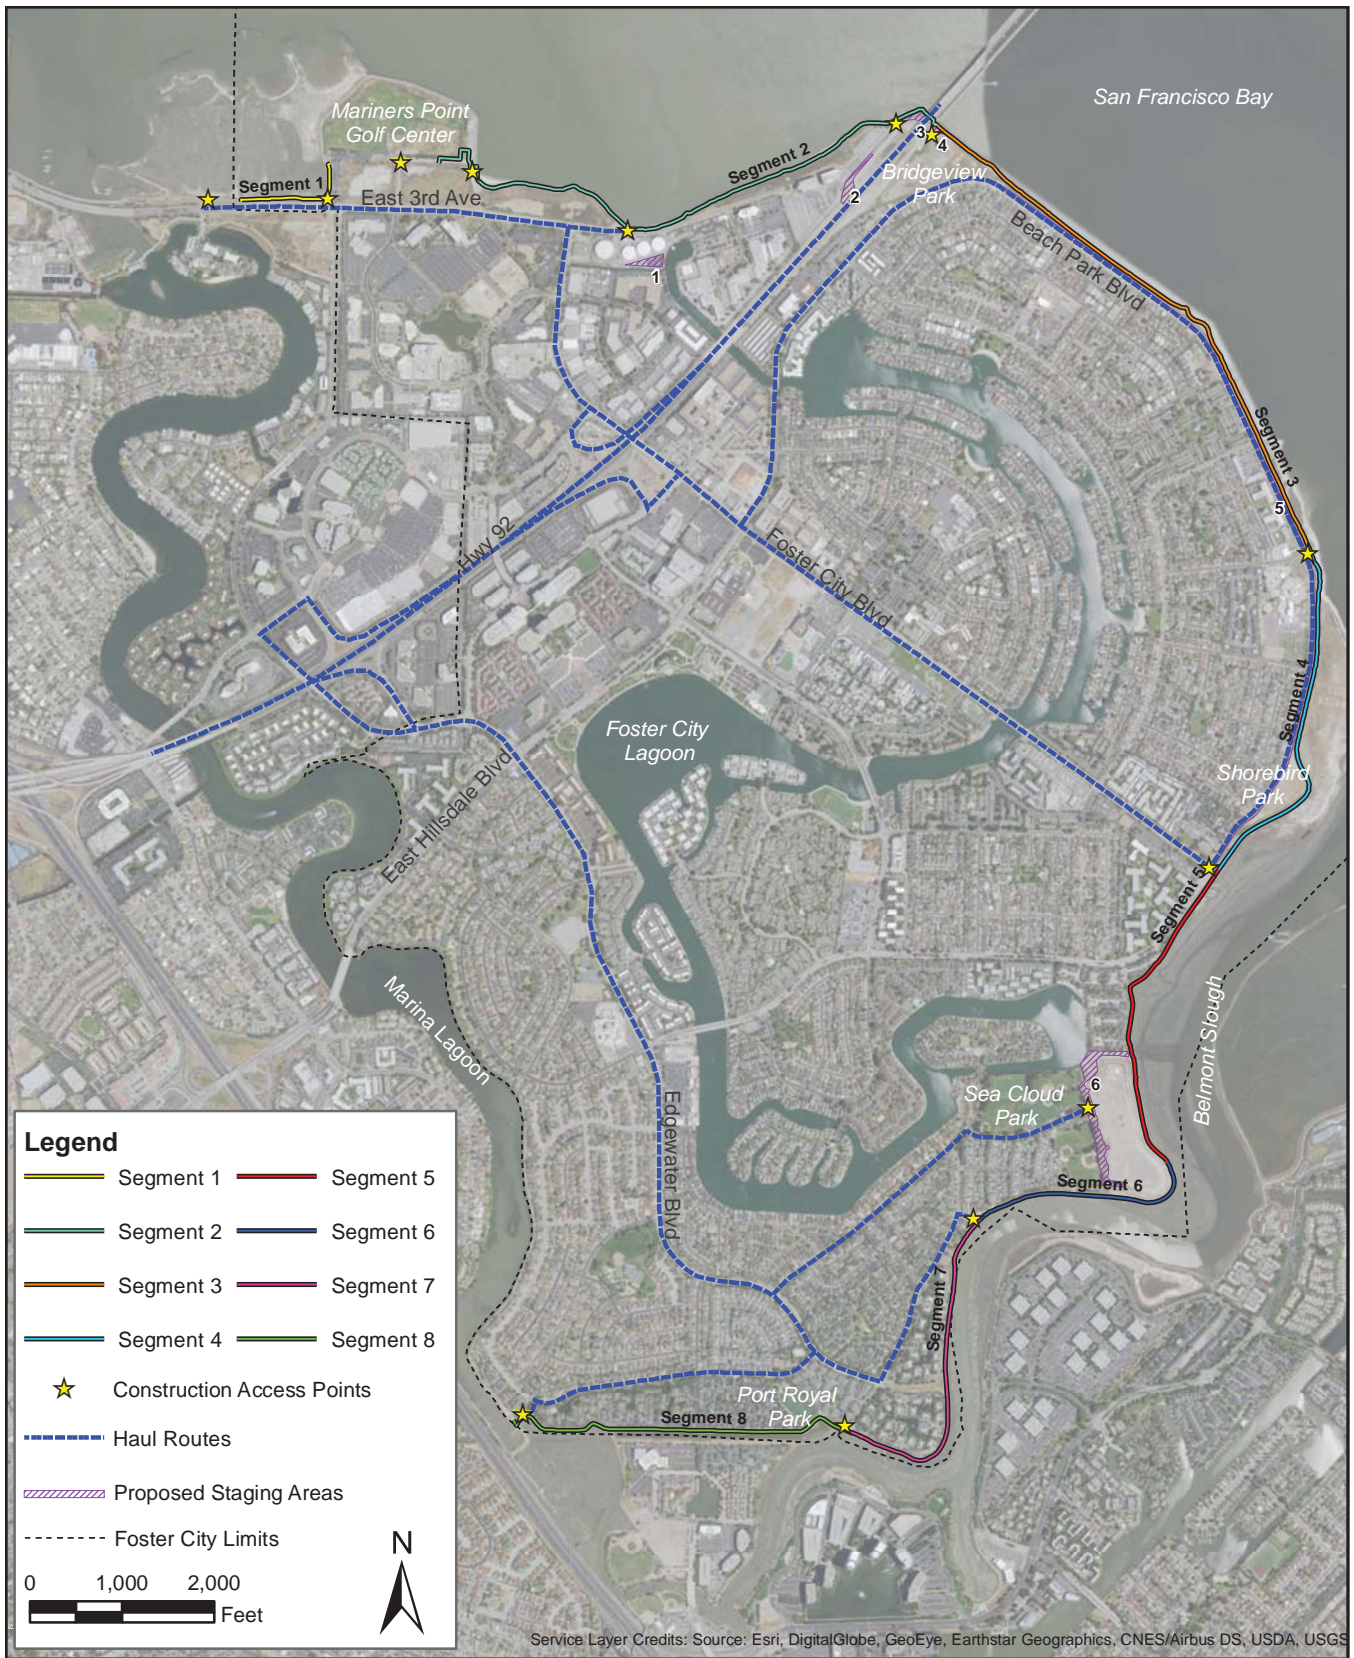 San Francisco Bay
Mariners Point
Golf Center
Segment 1
East 3rd Ave
Segment 2
3
4
Bridgeview
Park
2
1
Beach Park Blvd
Segment 3
5
Hwy 92
Foster City Blvd
Segment 4
Foster City
Lagoon
Shorebird
Park
East Hillsdale Blvd
Segment 5
Marina Lagoon
Belmont Slough
Sea Cloud
Park
6
Edgewater Blvd
Segment 6
Segment 7
Port Royal
Park
Segment 8
Legend
Segment 1
Segment 5
Segment 2
Segment 6
Segment 3
Segment 7
Segment 4
Segment 8
Construction Access Points
Haul Routes
Proposed Staging Areas
Foster City Limits
N
0 1,000 2,000
Feet
Service Layer Credits: Source: Esri, DigitalGlobe, GeoEye, Earthstar Geographics, CNES/Airbus DS, USDA, USGS